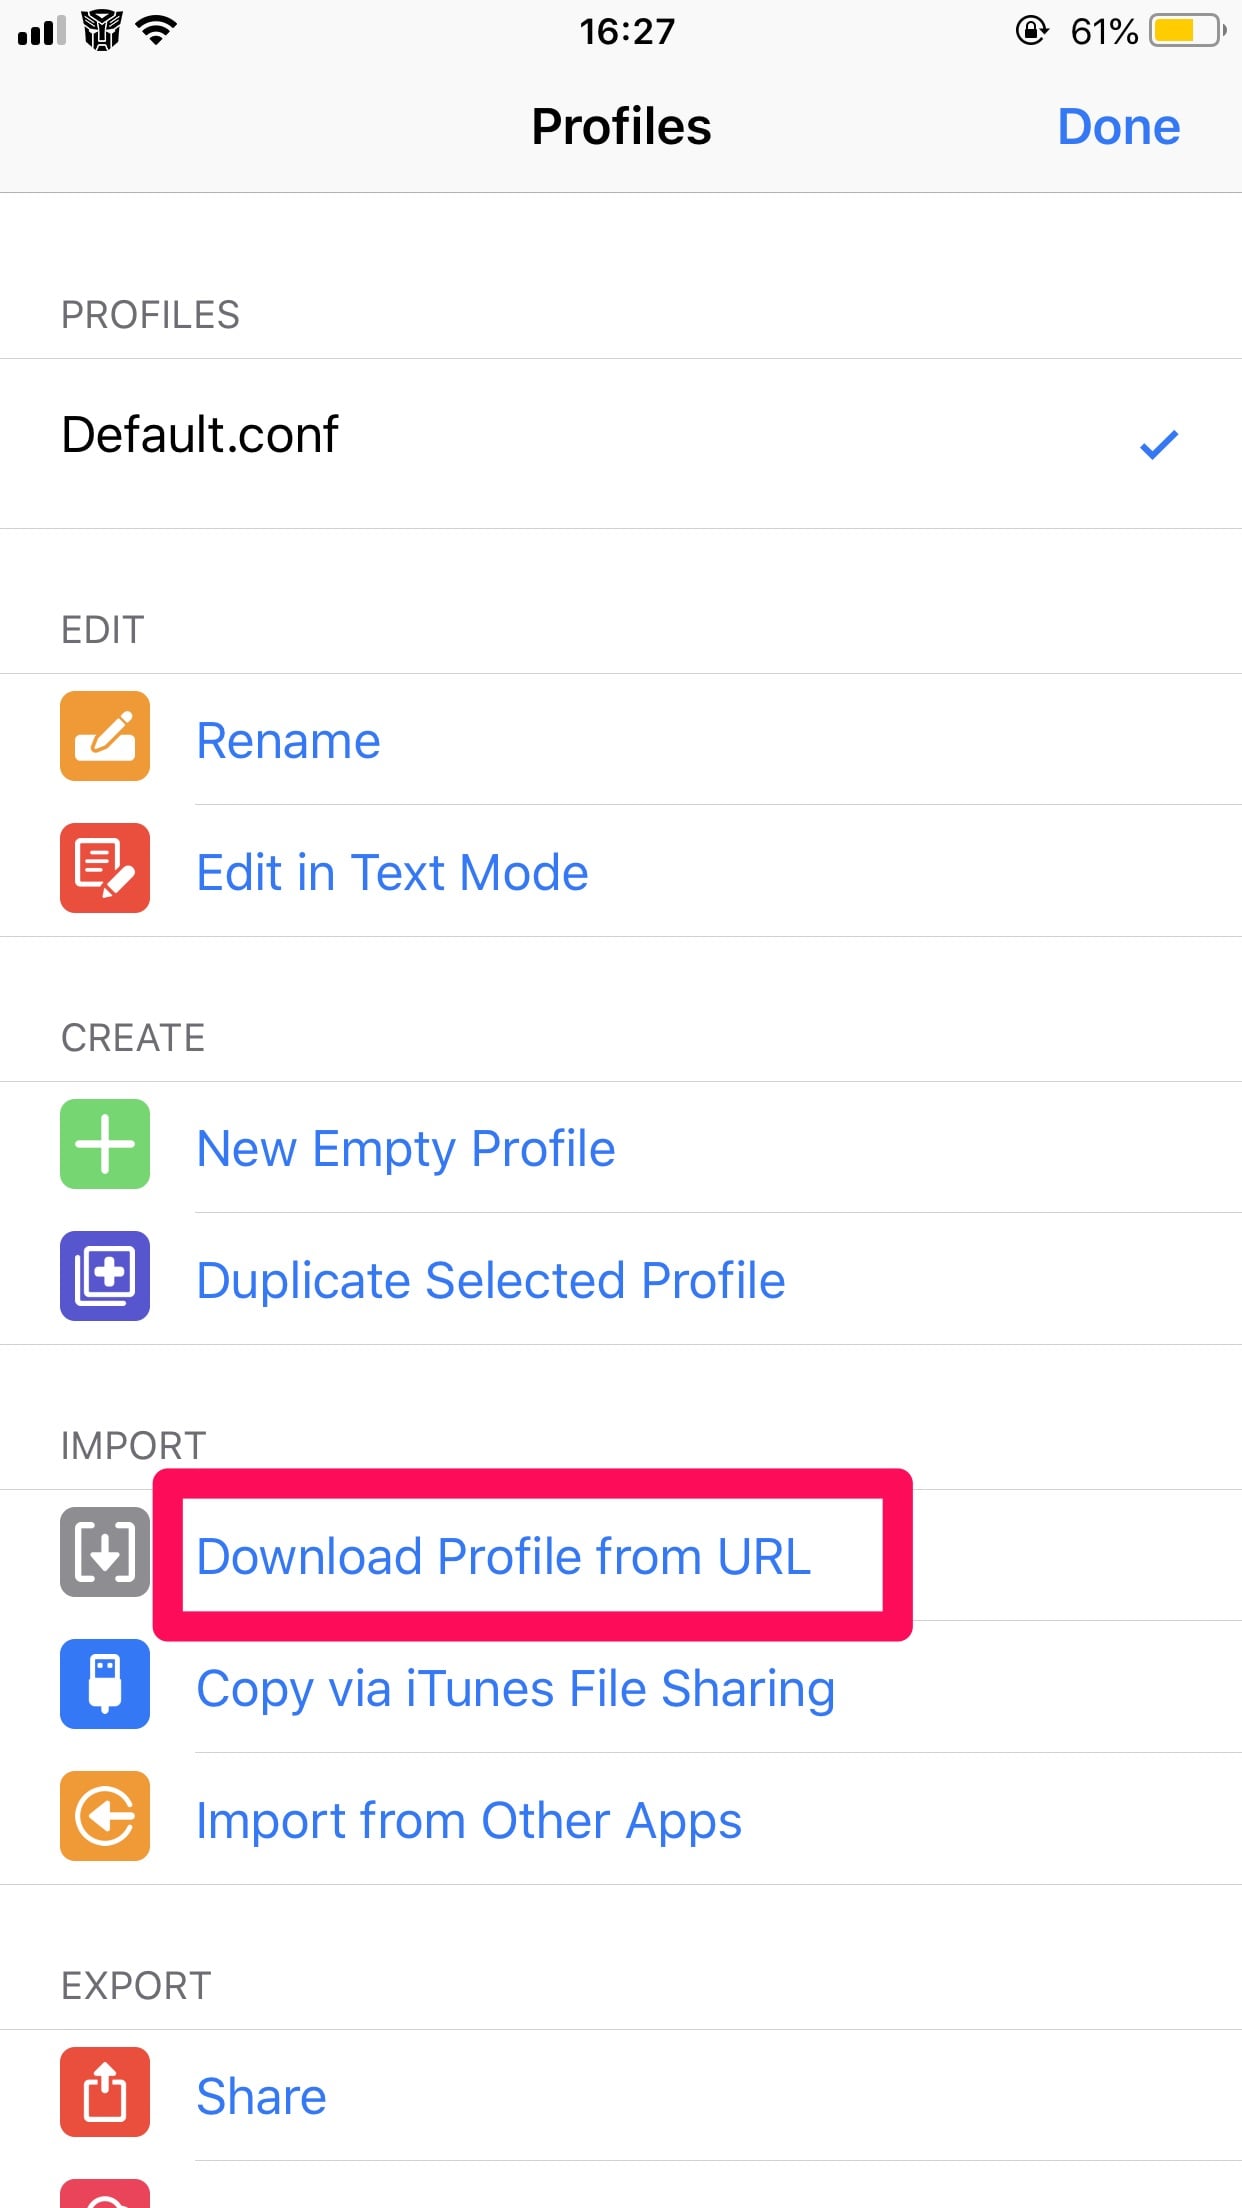 16:27
61%
Profiles
Done
PROFILES
Default.conf
EDIT
Rename
Edit in Text Mode
CREATE
New Empty Profile
Duplicate Selected Profile
IMPORT
Download Profile from URL
Copy via iTunes File Sharing
Import from Other Apps
EXPORT
Share